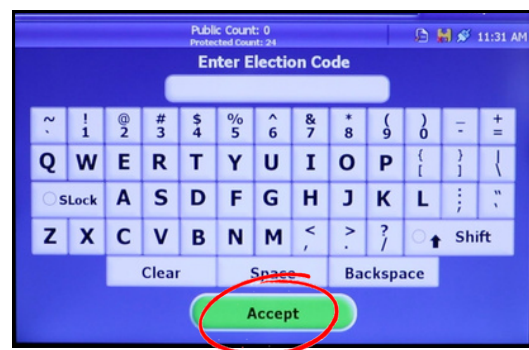 Public Count: 0
Protected Count: 24
11:31 AM
Enter Election Code
~ ! @ # $ % ^ & * ( ) _ +
` 1 2 3 4 5 6 7 8 9 0 - =
Q W E R T Y U I O P { } |
[ ] \
SLock A S D F G H J K L : "
; '
Z X C V B N M < > ? Shift
, . /
Clear Space Backspace
Accept